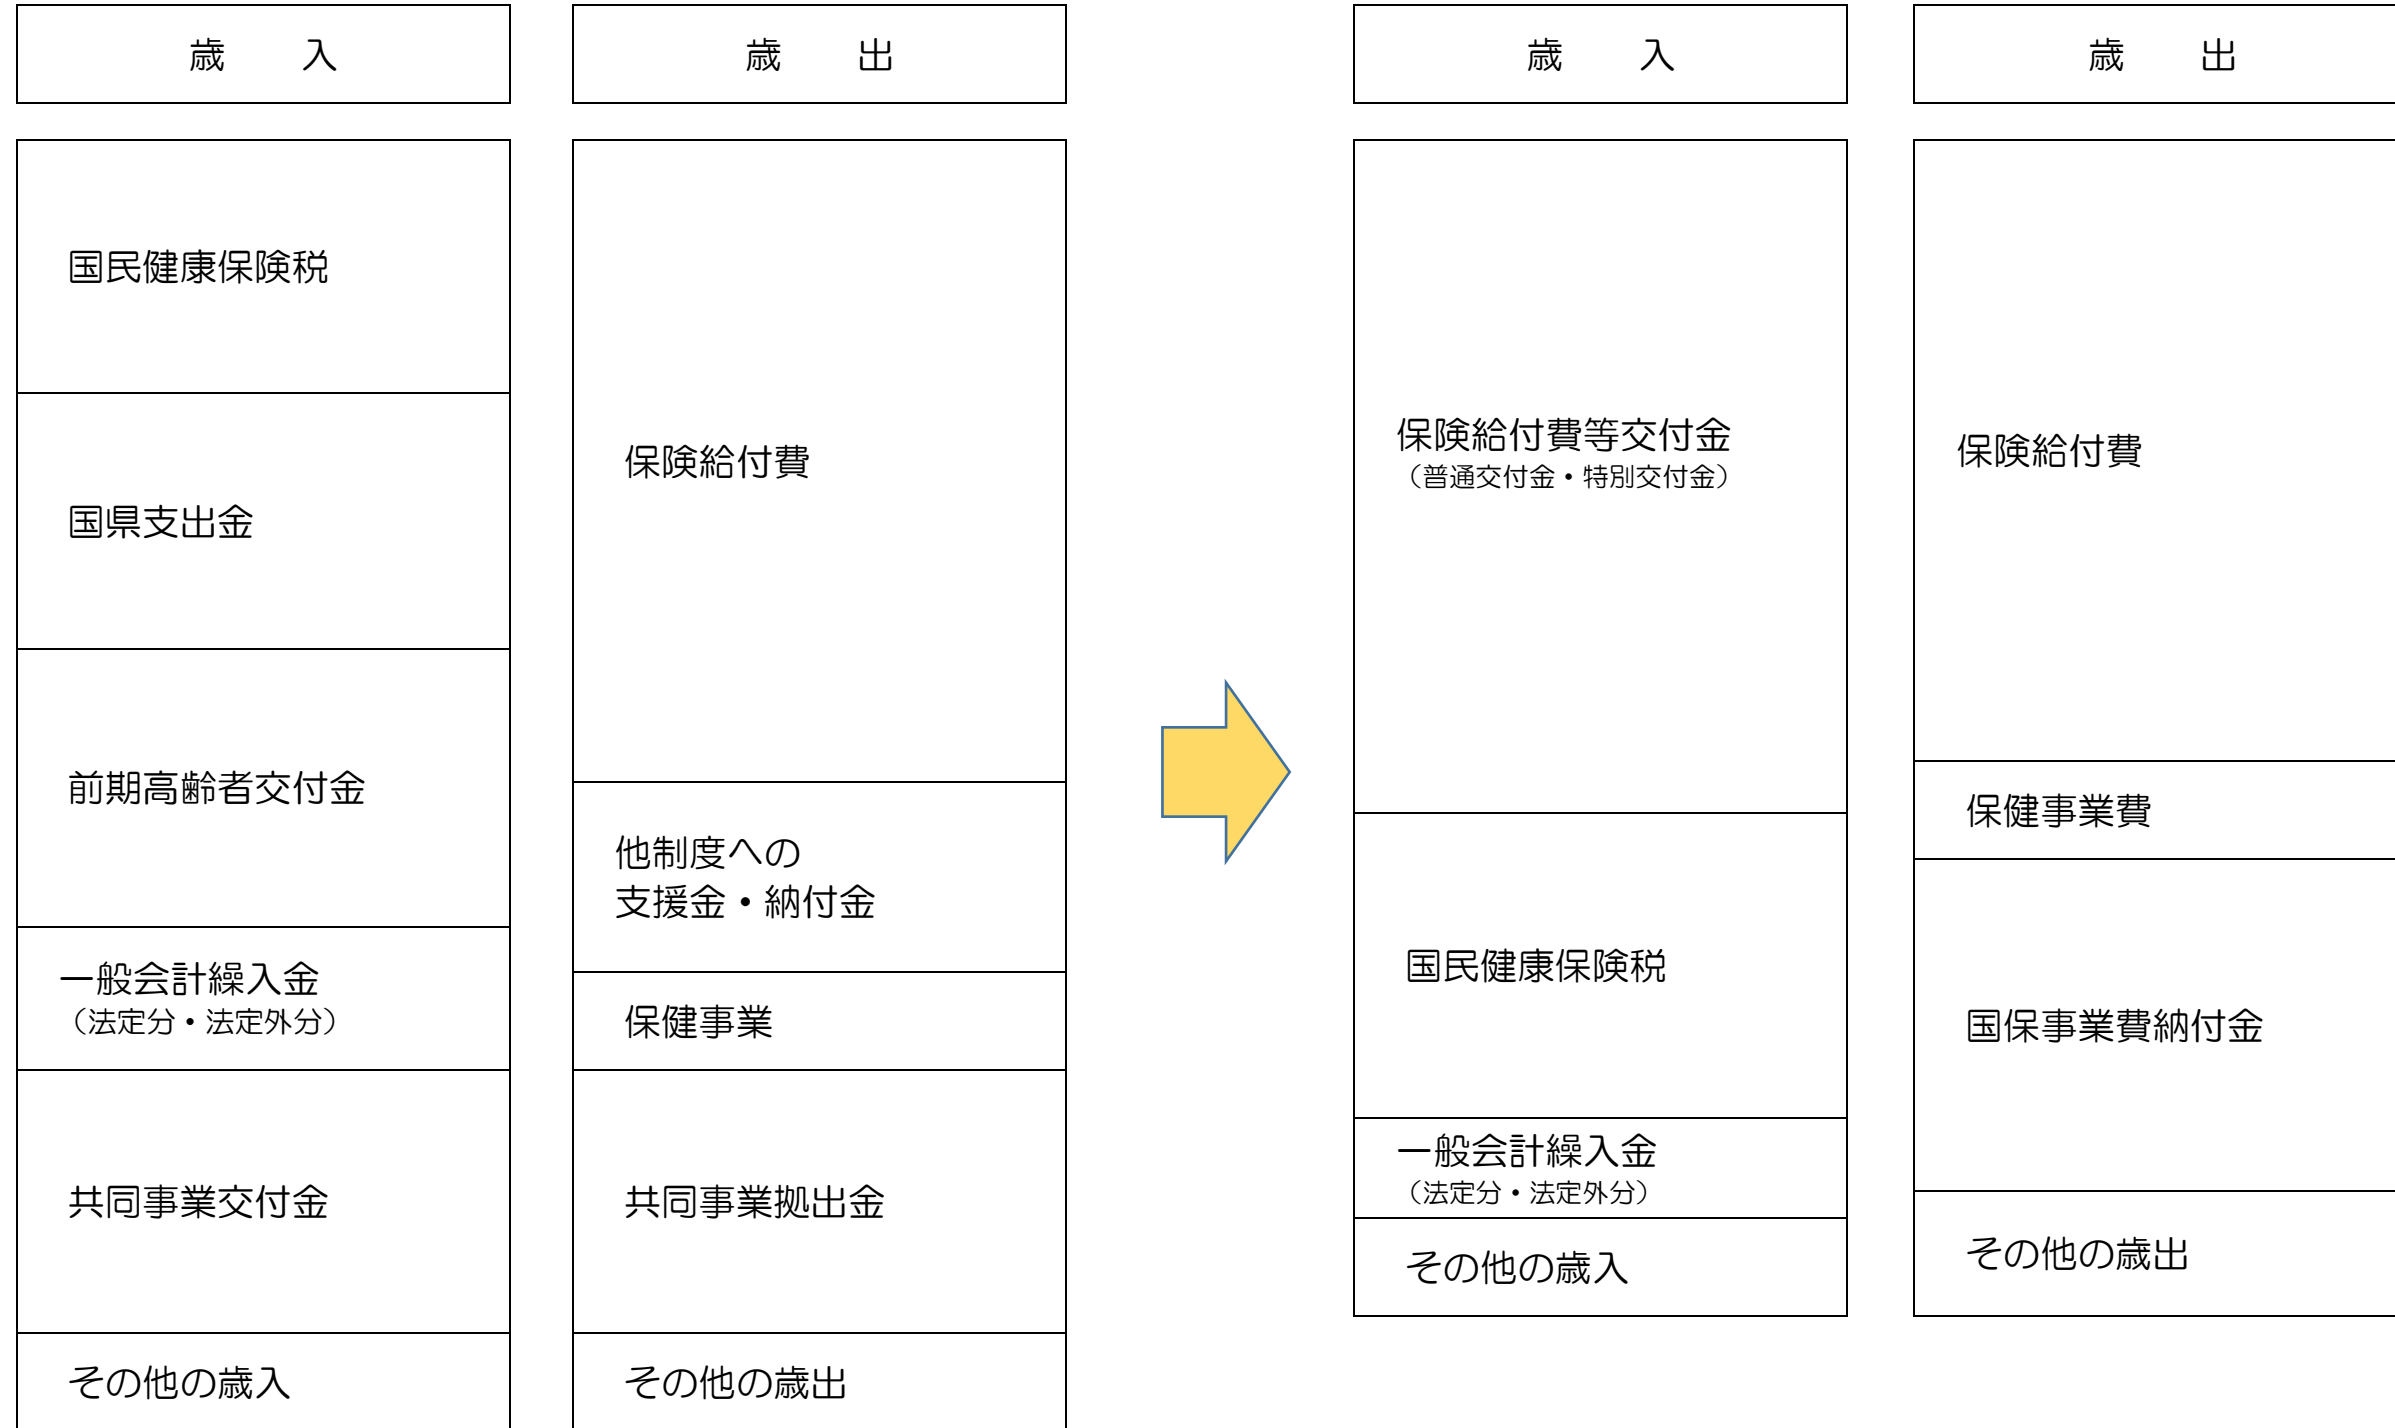 歳　入
国民健康保険税
国県支出金
前期高齢者交付金
一般会計繰入金
（法定分・法定外分）
共同事業交付金
その他の歳入
歳　出
保険給付費
他制度への
支援金・納付金
保健事業
共同事業拠出金
その他の歳出
歳　入
保険給付費等交付金
（普通交付金・特別交付金）
国民健康保険税
一般会計繰入金
（法定分・法定外分）
その他の歳入
歳　出
保険給付費
保健事業費
国保事業費納付金
その他の歳出